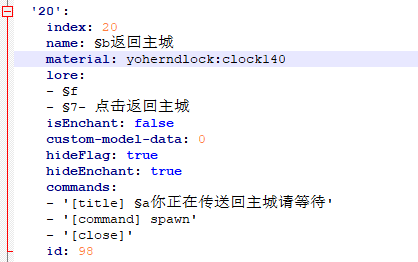 '20':
index: 20
name: §b返回主城
material: yoherndlock:clock140
lore:
- §f
- §7- 点击返回主城
isEnchant: false
custom-model-data: 0
hideFlag: true
hideEnchant: true
commands:
- '[title] §a你正在传送回主城请等待'
- '[command] spawn'
- '[close]'
id: 98